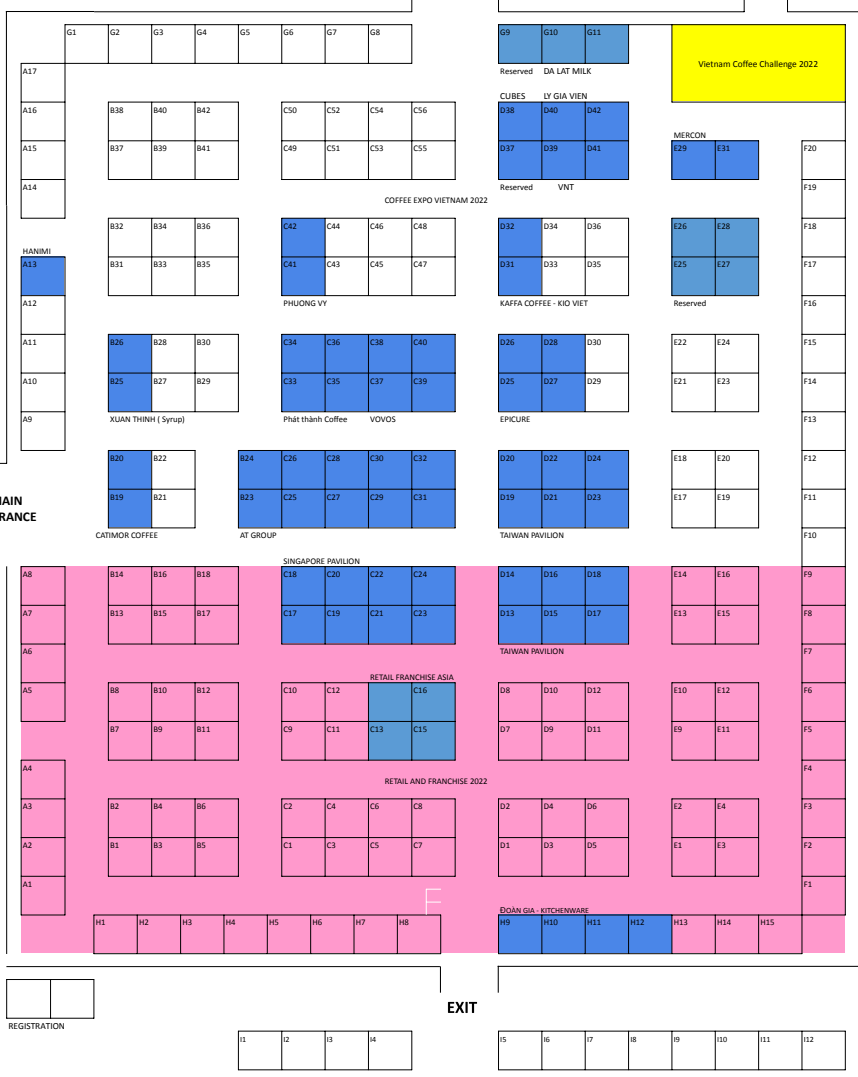 G1 G2 G3 G4 G5 G6 G7 G8 G9 G10 G11
Vietnam Coffee Challenge 2022
A17 Reserved DA LAT MILK
CUBES LY GIA VIEN
A16 B38 B40 B42 C50 C52 C54 C56 D38 D40 D42
MERCON
A15 B37 B39 B41 C49 C51 C53 C55 D37 D39 D41 E29 E31 F20
A14 Reserved VNT F19
COFFEE EXPO VIETNAM 2022
B32 B34 B36 C42 C44 C46 C48 D32 D34 D36 E26 E28 F18
HANIMI
A13 B31 B33 B35 C41 C43 C45 C47 D31 D33 D35 E25 E27 F17
A12 PHUONG VY KAFFA COFFEE - KIO VIET Reserved F16
A11 B26 B28 B30 C34 C36 C38 C40 D26 D28 D30 E22 E24 F15
A10 B25 B27 B29 C33 C35 C37 C39 D25 D27 D29 E21 E23 F14
A9 XUAN THINH ( Syrup) Phát thành Coffee VOVOS EPICURE F13
B20 B22 B24 C26 C28 C30 C32 D20 D22 D24 E18 E20 F12
B19 B21 B23 C25 C27 C29 C31 D19 D21 D23 E17 E19 F11
AIN
RANCE
CATIMOR COFFEE AT GROUP TAIWAN PAVILION F10
SINGAPORE PAVILION
A8 B14 B16 B18 C18 C20 C22 C24 D14 D16 D18 E14 E16 F9
A7 B13 B15 B17 C17 C19 C21 C23 D13 D15 D17 E13 E15 F8
A6 TAIWAN PAVILION F7
RETAIL FRANCHISE ASIA
A5 B8 B10 B12 C10 C12 C16 D8 D10 D12 E10 E12 F6
B7 B9 B11 C9 C11 C13 C15 D7 D9 D11 E9 E11 F5
A4 F4
RETAIL AND FRANCHISE 2022
A3 B2 B4 B6 C2 C4 C6 C8 D2 D4 D6 E2 E4 F3
A2 B1 B3 B5 C1 C3 C5 C7 D1 D3 D5 E1 E3 F2
A1 F1
E
ĐOÀN GIA - KITCHENWARE
H1 H2 H3 H4 H5 H6 H7 H8 H9 H10 H11 H12 H13 H14 H15
EXIT
REGISTRATION
I1 I2 I3 I4 I5 I6 I7 I8 I9 I10 I11 I12